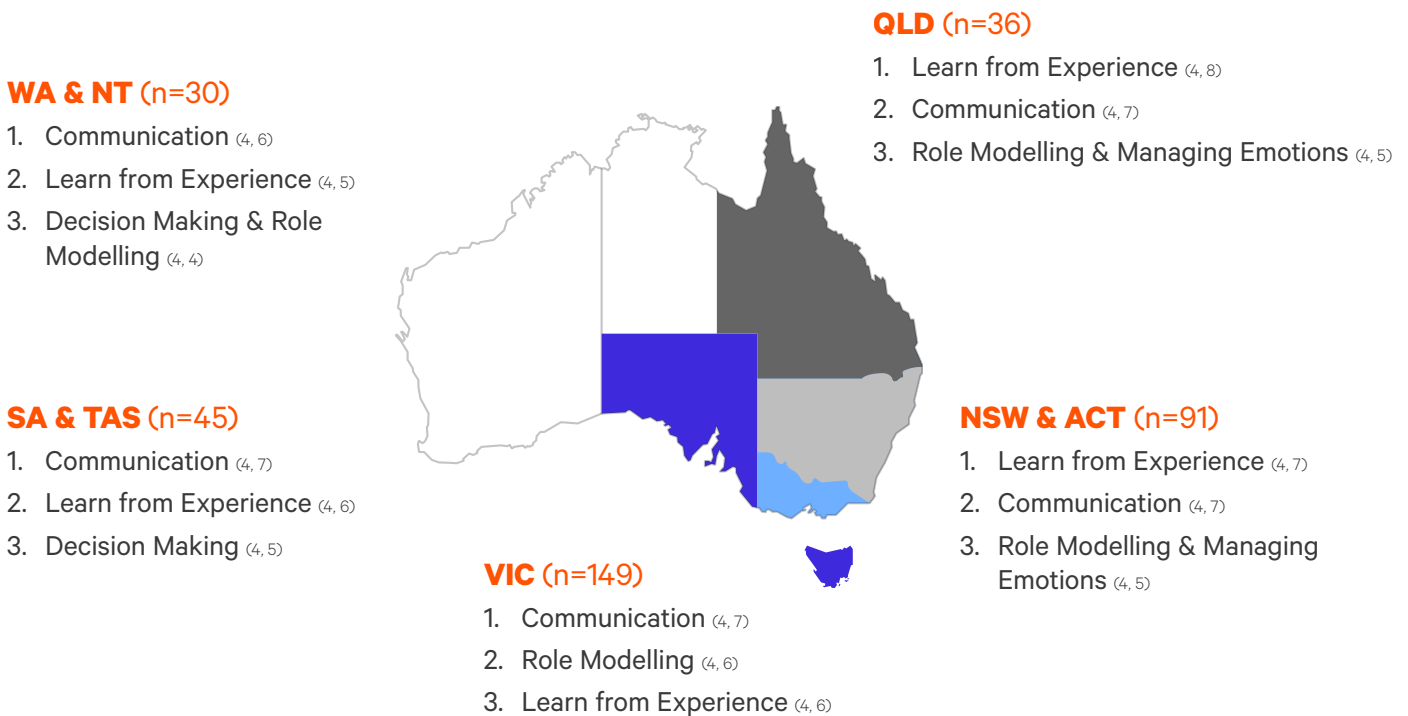 QLD (n=36)
1. Learn from Experience (4, 8)
2. Communication (4, 7)
3. Role Modelling & Managing Emotions (4, 5)
WA & NT (n=30)
1. Communication (4, 6)
2. Learn from Experience (4, 5)
3. Decision Making & Role
Modelling (4, 4)
SA & TAS (n=45)
1. Communication (4, 7)
2. Learn from Experience (4, 6)
3. Decision Making (4, 5)
NSW & ACT (n=91)
1. Learn from Experience (4, 7)
2. Communication (4, 7)
3. Role Modelling & Managing
Emotions (4, 5)
VIC (n=149)
1. Communication (4, 7)
2. Role Modelling (4, 6)
3. Learn from Experience (4, 6)